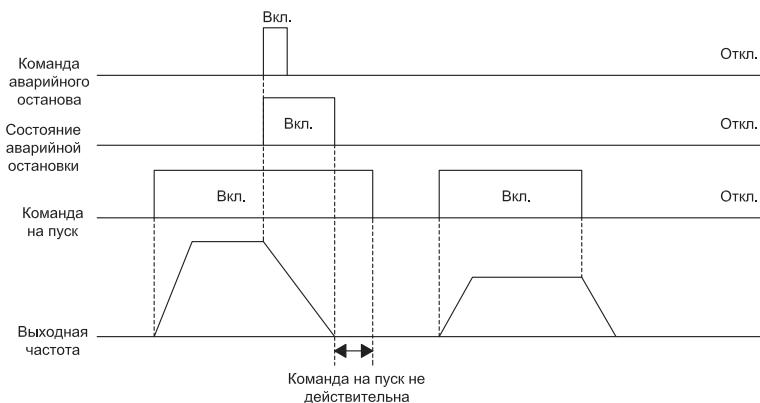 Вкл.
Команда
аварийного
останова
Откл.
Состояние
аварийной
остановки
Вкл.
Откл.
Команда
на пуск
Вкл.
Вкл.
Откл.
Выходная
частота
Команда на пуск не
действительна